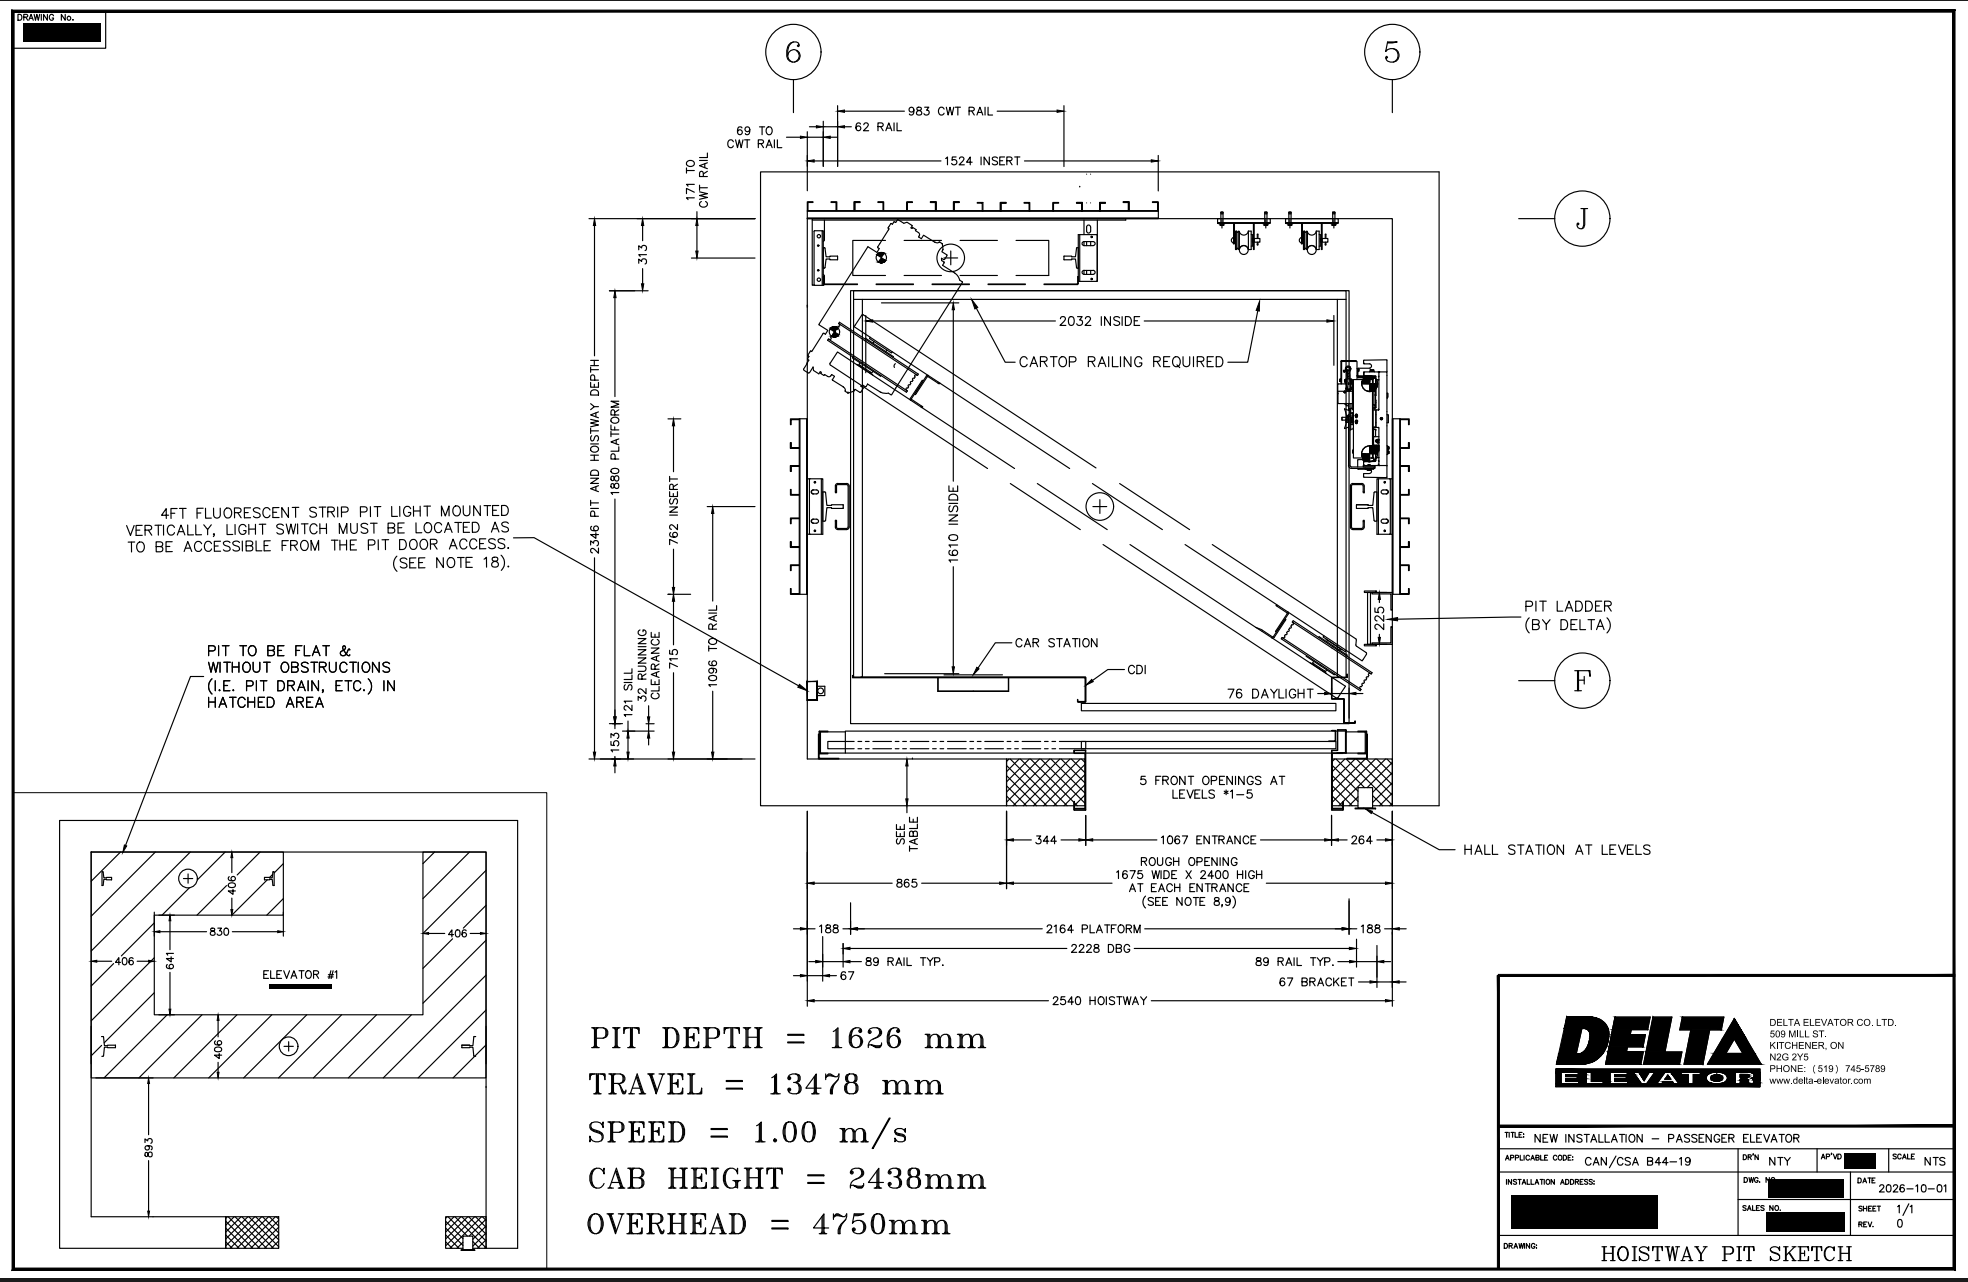 DRAWING No.
6
5
J
F
983 CWT RAIL
62 RAIL
69 TO
CWT RAIL
1524 INSERT
171 TO
CWT RAIL
313
2346 PIT AND HOISTWAY DEPTH
1880 PLATFORM
762 INSERT
715
1096 TO RAIL
121 SILL
32 RUNNING
CLEARANCE
153
2032 INSIDE
CARTOP RAILING REQUIRED
1610 INSIDE
CAR STATION
CDI
76 DAYLIGHT
225
PIT LADDER
(BY DELTA)
4FT FLUORESCENT STRIP PIT LIGHT MOUNTED
VERTICALLY, LIGHT SWITCH MUST BE LOCATED AS
TO BE ACCESSIBLE FROM THE PIT DOOR ACCESS.
(SEE NOTE 18).
PIT TO BE FLAT &
WITHOUT OBSTRUCTIONS
(I.E. PIT DRAIN, ETC.) IN
HATCHED AREA
5 FRONT OPENINGS AT
LEVELS *1-5
SEE
TABLE
344
1067 ENTRANCE
264
HALL STATION AT LEVELS
ROUGH OPENING
1675 WIDE X 2400 HIGH
AT EACH ENTRANCE
(SEE NOTE 8,9)
865
188
2164 PLATFORM
188
2228 DBG
89 RAIL TYP.
89 RAIL TYP.
67
67 BRACKET
2540 HOISTWAY
406
830
406
406
641
ELEVATOR #1
406
893
PIT DEPTH = 1626 mm
TRAVEL = 13478 mm
SPEED = 1.00 m/s
CAB HEIGHT = 2438mm
OVERHEAD = 4750mm
DELTA
ELEVATOR
DELTA ELEVATOR CO. LTD.
509 MILL ST.
KITCHENER, ON
N2G 2Y5
PHONE: (519) 745-5789
www.delta-elevator.com
TITLE: NEW INSTALLATION - PASSENGER ELEVATOR
APPLICABLE CODE: CAN/CSA B44-19
DR'N NTY
AP'VD
SCALE NTS
INSTALLATION ADDRESS:
DWG.
DATE 2026-10-01
SALES NO.
SHEET 1/1
REV. 0
DRAWING: HOISTWAY PIT SKETCH